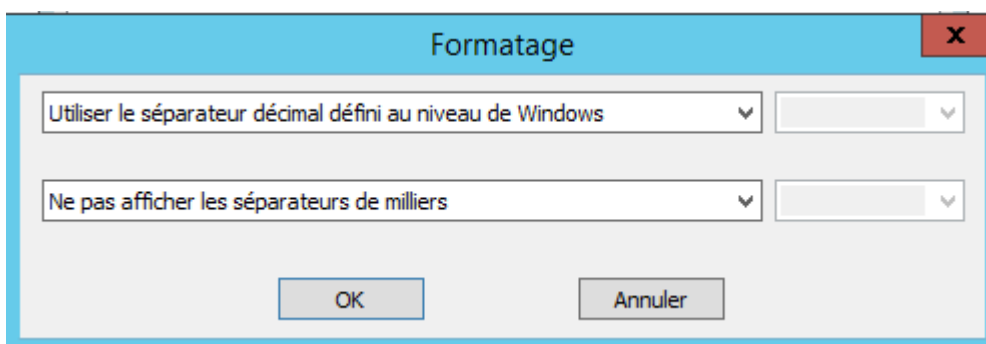 Formatage
x
Utiliser le séparateur décimal défini au niveau de Windows
Ne pas afficher les séparateurs de milliers
OK
Annuler